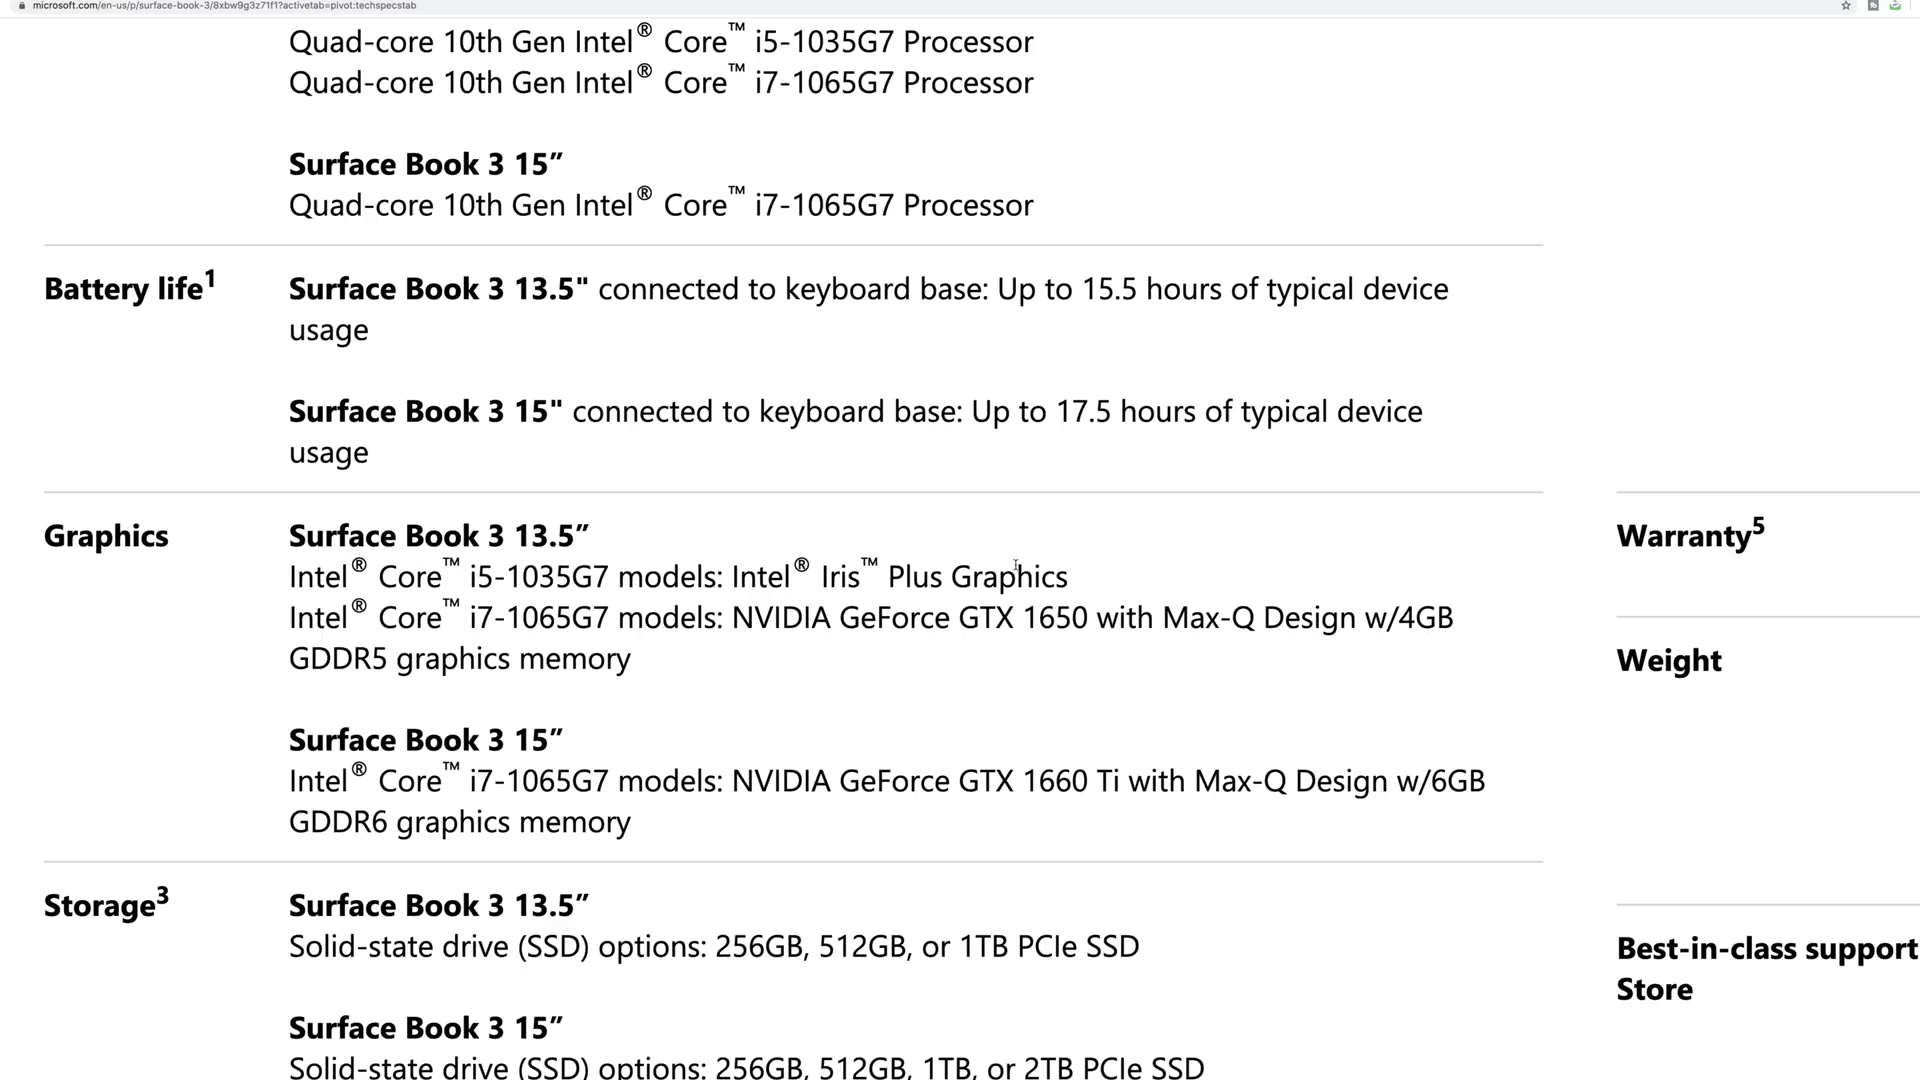 microsoft.com/en-us/p/surface-book-3/8xbw9g3z71f1?activetab=pivot:techspecstab
Quad-core 10th Gen Intel® Core™ i5-1035G7 Processor
Quad-core 10th Gen Intel® Core™ i7-1065G7 Processor
Surface Book 3 15”
Quad-core 10th Gen Intel® Core™ i7-1065G7 Processor
Battery life1
Surface Book 3 13.5" connected to keyboard base: Up to 15.5 hours of typical device
usage
Surface Book 3 15" connected to keyboard base: Up to 17.5 hours of typical device
usage
Graphics
Surface Book 3 13.5”
Intel® Core™ i5-1035G7 models: Intel® Iris™ Plus Graphics
Intel® Core™ i7-1065G7 models: NVIDIA GeForce GTX 1650 with Max-Q Design w/4GB
GDDR5 graphics memory
Surface Book 3 15”
Intel® Core™ i7-1065G7 models: NVIDIA GeForce GTX 1660 Ti with Max-Q Design w/6GB
GDDR6 graphics memory
Storage3
Surface Book 3 13.5”
Solid-state drive (SSD) options: 256GB, 512GB, or 1TB PCIe SSD
Surface Book 3 15”
Solid-state drive (SSD) options: 256GB, 512GB, 1TB, or 2TB PCIe SSD
Warranty5
Weight
Best-in-class support
Store